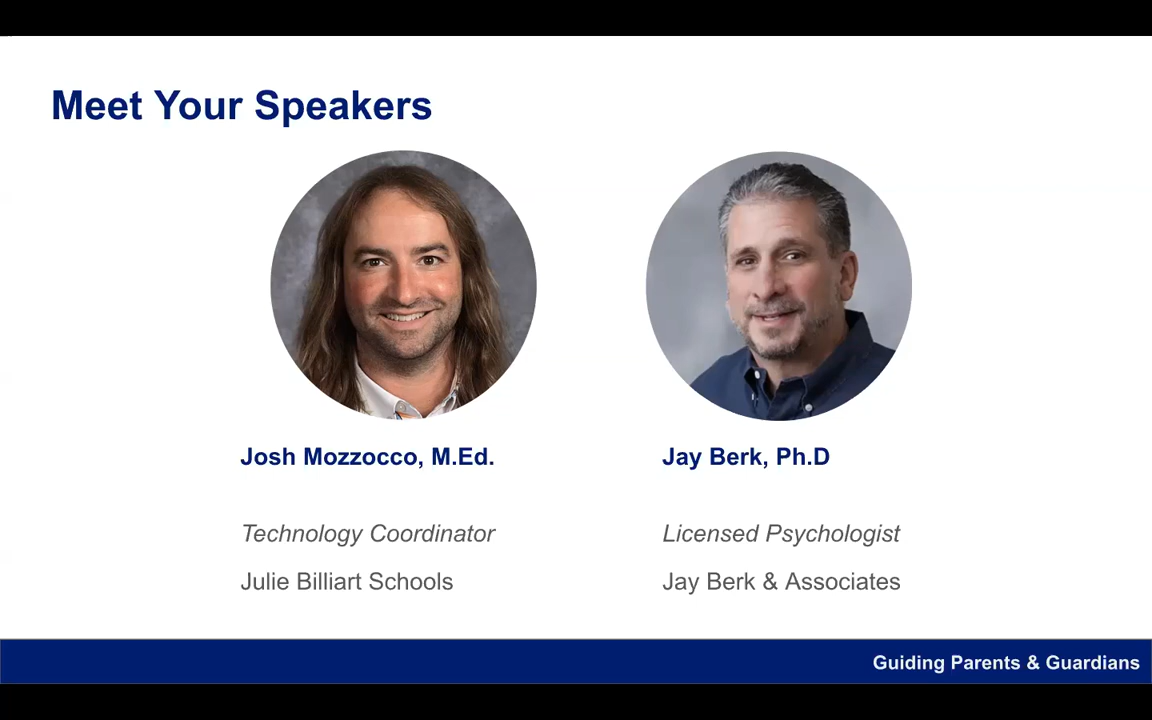 Meet Your Speakers
Josh Mozzocco, M.Ed.
Technology Coordinator
Julie Billiart Schools
Jay Berk, Ph.D
Licensed Psychologist
Jay Berk & Associates
Guiding Parents & Guardians